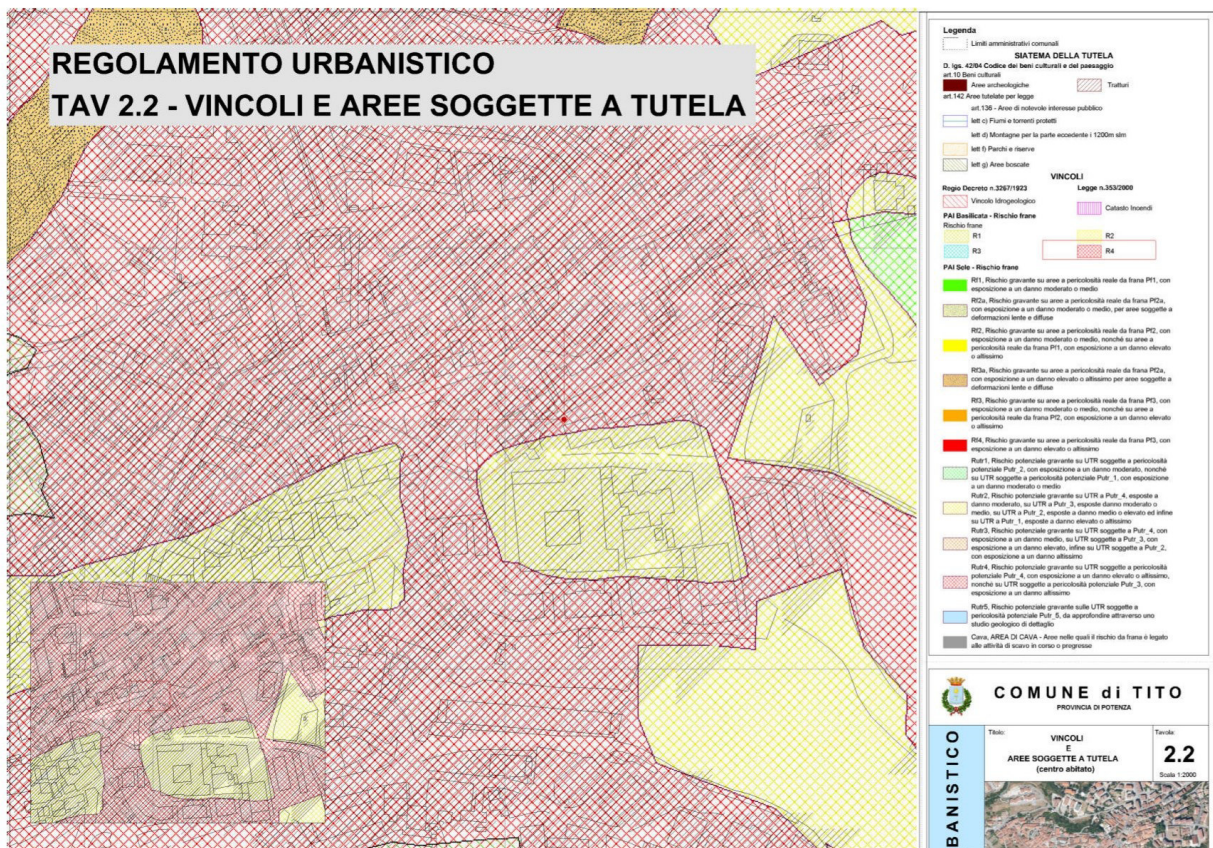 REGOLAMENTO URBANISTICO
TAV 2.2 - VINCOLI E AREE SOGGETTE A TUTELA
Legenda
Limiti amministrativi comunali
SIATEMA DELLA TUTELA
D. lgs. 42/04 Codice dei beni culturali e del paesaggio
art.10 Beni culturali
Aree archeologiche
Tratturi
art.142 Aree tutelate per legge
art.136 - Aree di notevole interesse pubblico
lett c) Fiumi e torrenti protetti
lett d) Montagne per la parte eccedente i 1200m slm
lett f) Parchi e riserve
lett g) Aree boscate
VINCOLI
Regio Decreto n.3267/1923
Legge n.353/2000
Vincolo Idrogeologico
Catasto Incendi
PAI Basilicata - Rischio frane
Rischio frane
R1
R2
R3
R4
PAI Sele - Rischio frane
Rf1, Rischio gravante su aree a pericolosità reale da frana Pf1, con
esposizione a un danno moderato o medio
Rf2a, Rischio gravante su aree a pericolosità reale da frana Pf2a,
con esposizione a un danno moderato o medio, per aree soggette a
deformazioni lente e diffuse
Rf2, Rischio gravante su aree a pericolosità reale da frana Pf2, con
esposizione a un danno moderato o medio, nonché su aree a
pericolosità reale da frana Pf1, con esposizione a un danno elevato
o altissimo
Rf3a, Rischio gravante su aree a pericolosità reale da frana Pf2a,
con esposizione a un danno elevato o altissimo per aree soggette a
deformazioni lente e diffuse
Rf3, Rischio gravante su aree a pericolosità reale da frana Pf3, con
esposizione a un danno moderato o medio, nonché su aree a
pericolosità reale da frana Pf2, con esposizione a un danno elevato
o altissimo
Rf4, Rischio gravante su aree a pericolosità reale da frana Pf3, con
esposizione a un danno elevato o altissimo
Rutr1, Rischio potenziale gravante su UTR soggette a pericolosità
potenziale Putr_2, con esposizione a un danno moderato, nonché
su UTR soggette a pericolosità potenziale Putr_1, con esposizione
a un danno moderato o medio
Rutr2, Rischio potenziale gravante su UTR a Putr_4, esposte a
danno moderato, su UTR a Putr_3, esposte danno moderato o
medio, su UTR a Putr_2, esposte a danno medio o elevato ed infine
su UTR a Putr_1, esposte a danno elevato o altissimo
Rutr3, Rischio potenziale gravante su UTR soggette a Putr_4, con
esposizione a un danno medio, su UTR soggette a Putr_3, con
esposizione a un danno elevato, infine su UTR soggette a Putr_2,
con esposizione a un danno altissimo
Rutr4, Rischio potenziale gravante su UTR soggette a pericolosità
potenziale Putr_4, con esposizione a un danno elevato o altissimo,
nonché su UTR soggette a pericolosità potenziale Putr_3, con
esposizione a un danno altissimo
Rutr5, Rischio potenziale gravante sulle UTR soggette a
pericolosità potenziale Putr_5, da approfondire attraverso uno
studio geologico di dettaglio
Cava, AREA DI CAVA - Aree nelle quali il rischio da frana è legato
alle attività di scavo in corso o pregresse
COMUNE di TITO
PROVINCIA DI POTENZA
BANISTICO
Titolo:
VINCOLI
E
AREE SOGGETTE A TUTELA
(centro abitato)
Tavola:
2.2
Scala 1:2000